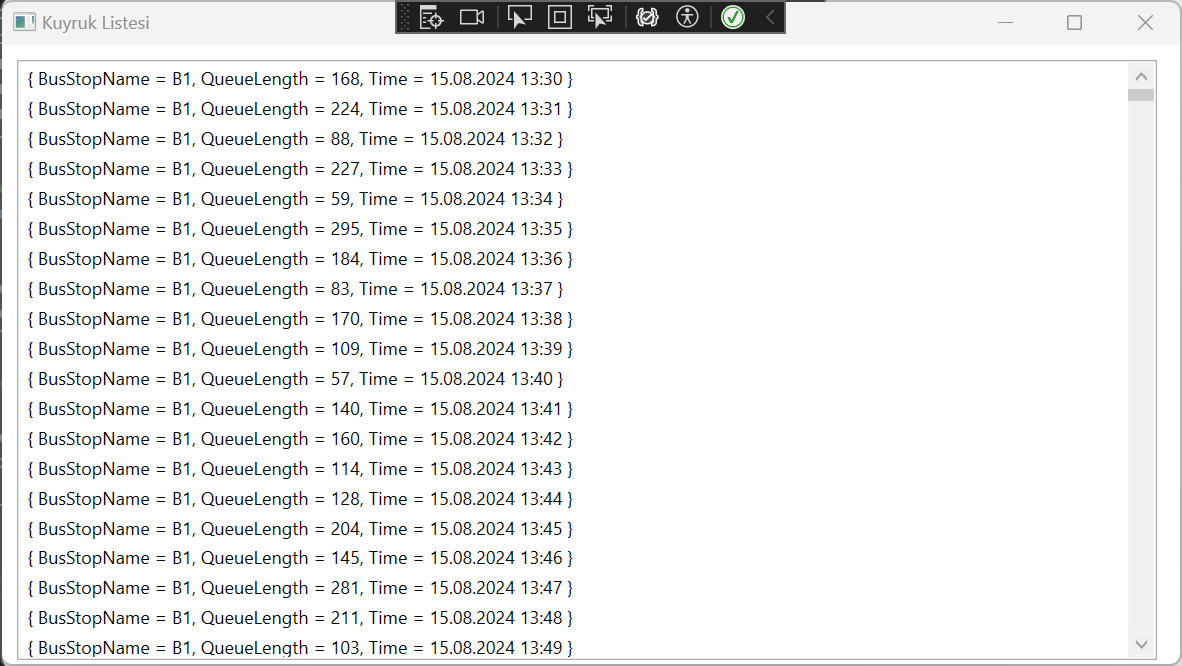 Kuyruk Listesi
{ BusStopName = B1, QueueLength = 168, Time = 15.08.2024 13:30 }
{ BusStopName = B1, QueueLength = 224, Time = 15.08.2024 13:31 }
{ BusStopName = B1, QueueLength = 88, Time = 15.08.2024 13:32 }
{ BusStopName = B1, QueueLength = 227, Time = 15.08.2024 13:33 }
{ BusStopName = B1, QueueLength = 59, Time = 15.08.2024 13:34 }
{ BusStopName = B1, QueueLength = 295, Time = 15.08.2024 13:35 }
{ BusStopName = B1, QueueLength = 184, Time = 15.08.2024 13:36 }
{ BusStopName = B1, QueueLength = 83, Time = 15.08.2024 13:37 }
{ BusStopName = B1, QueueLength = 170, Time = 15.08.2024 13:38 }
{ BusStopName = B1, QueueLength = 109, Time = 15.08.2024 13:39 }
{ BusStopName = B1, QueueLength = 57, Time = 15.08.2024 13:40 }
{ BusStopName = B1, QueueLength = 140, Time = 15.08.2024 13:41 }
{ BusStopName = B1, QueueLength = 160, Time = 15.08.2024 13:42 }
{ BusStopName = B1, QueueLength = 114, Time = 15.08.2024 13:43 }
{ BusStopName = B1, QueueLength = 128, Time = 15.08.2024 13:44 }
{ BusStopName = B1, QueueLength = 204, Time = 15.08.2024 13:45 }
{ BusStopName = B1, QueueLength = 145, Time = 15.08.2024 13:46 }
{ BusStopName = B1, QueueLength = 281, Time = 15.08.2024 13:47 }
{ BusStopName = B1, QueueLength = 211, Time = 15.08.2024 13:48 }
{ BusStopName = B1, QueueLength = 103, Time = 15.08.2024 13:49 }